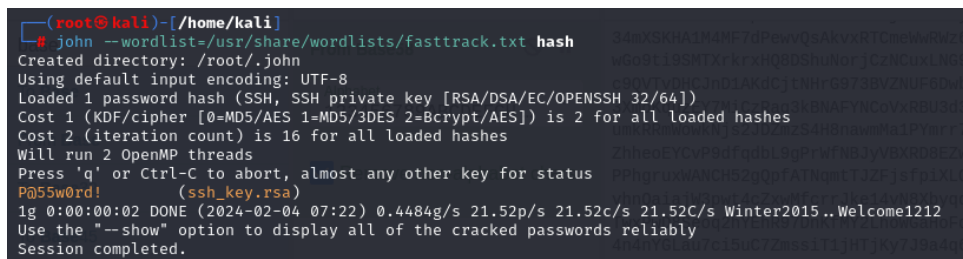 (root㉿kali)-[/home/kali]
# john --wordlist=/usr/share/wordlists/fasttrack.txt hash
Created directory: /root/.john
Using default input encoding: UTF-8
Loaded 1 password hash (SSH, SSH private key [RSA/DSA/EC/OPENSSH 32/64])
Cost 1 (KDF/cipher [0=MD5/AES 1=MD5/3DES 2=Bcrypt/AES]) is 2 for all loaded hashes
Cost 2 (iteration count) is 16 for all loaded hashes
Will run 2 OpenMP threads
Press 'q' or Ctrl-C to abort, almost any other key for status
P@55w0rd! (ssh_key.rsa)
1g 0:00:00:02 DONE (2024-02-04 07:22) 0.4484g/s 21.52p/s 21.52c/s 21.52C/s Winter2015..Welcome1212
Use the "--show" option to display all of the cracked passwords reliably
Session completed.